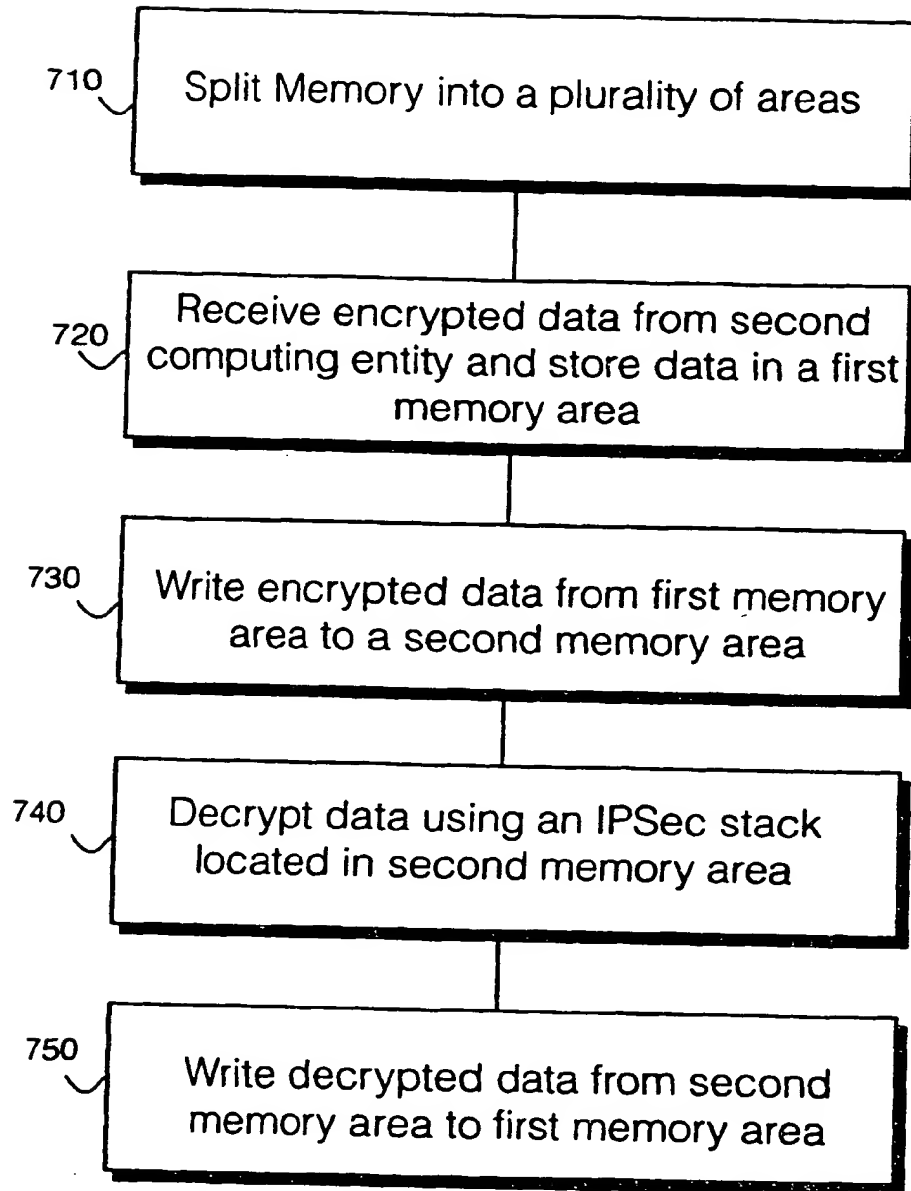 710
Split Memory into a plurality of areas
720
Receive encrypted data from second
computing entity and store data in a first
memory area
730
Write encrypted data from first memory
area to a second memory area
740
Decrypt data using an IPSec stack
located in second memory area
750
Write decrypted data from second
memory area to first memory area